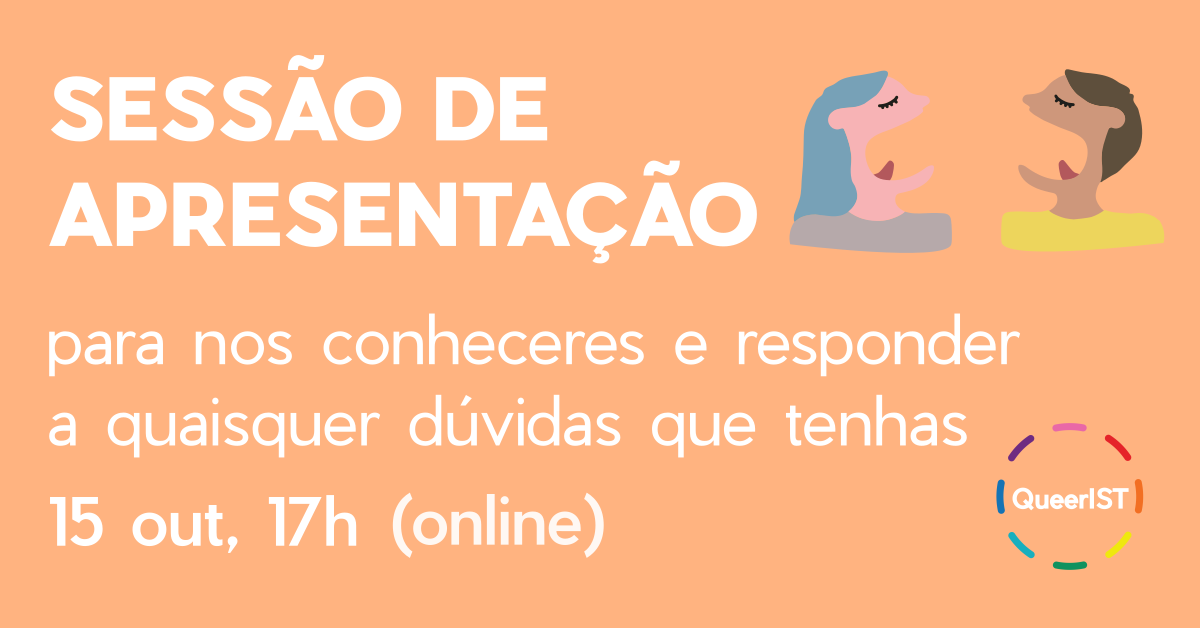 SESSÃO DE
APRESENTAÇÃO
para nos conheceres e responder
a quaisquer dúvidas que tenhas
15 out, 17h (online)
QueerIST